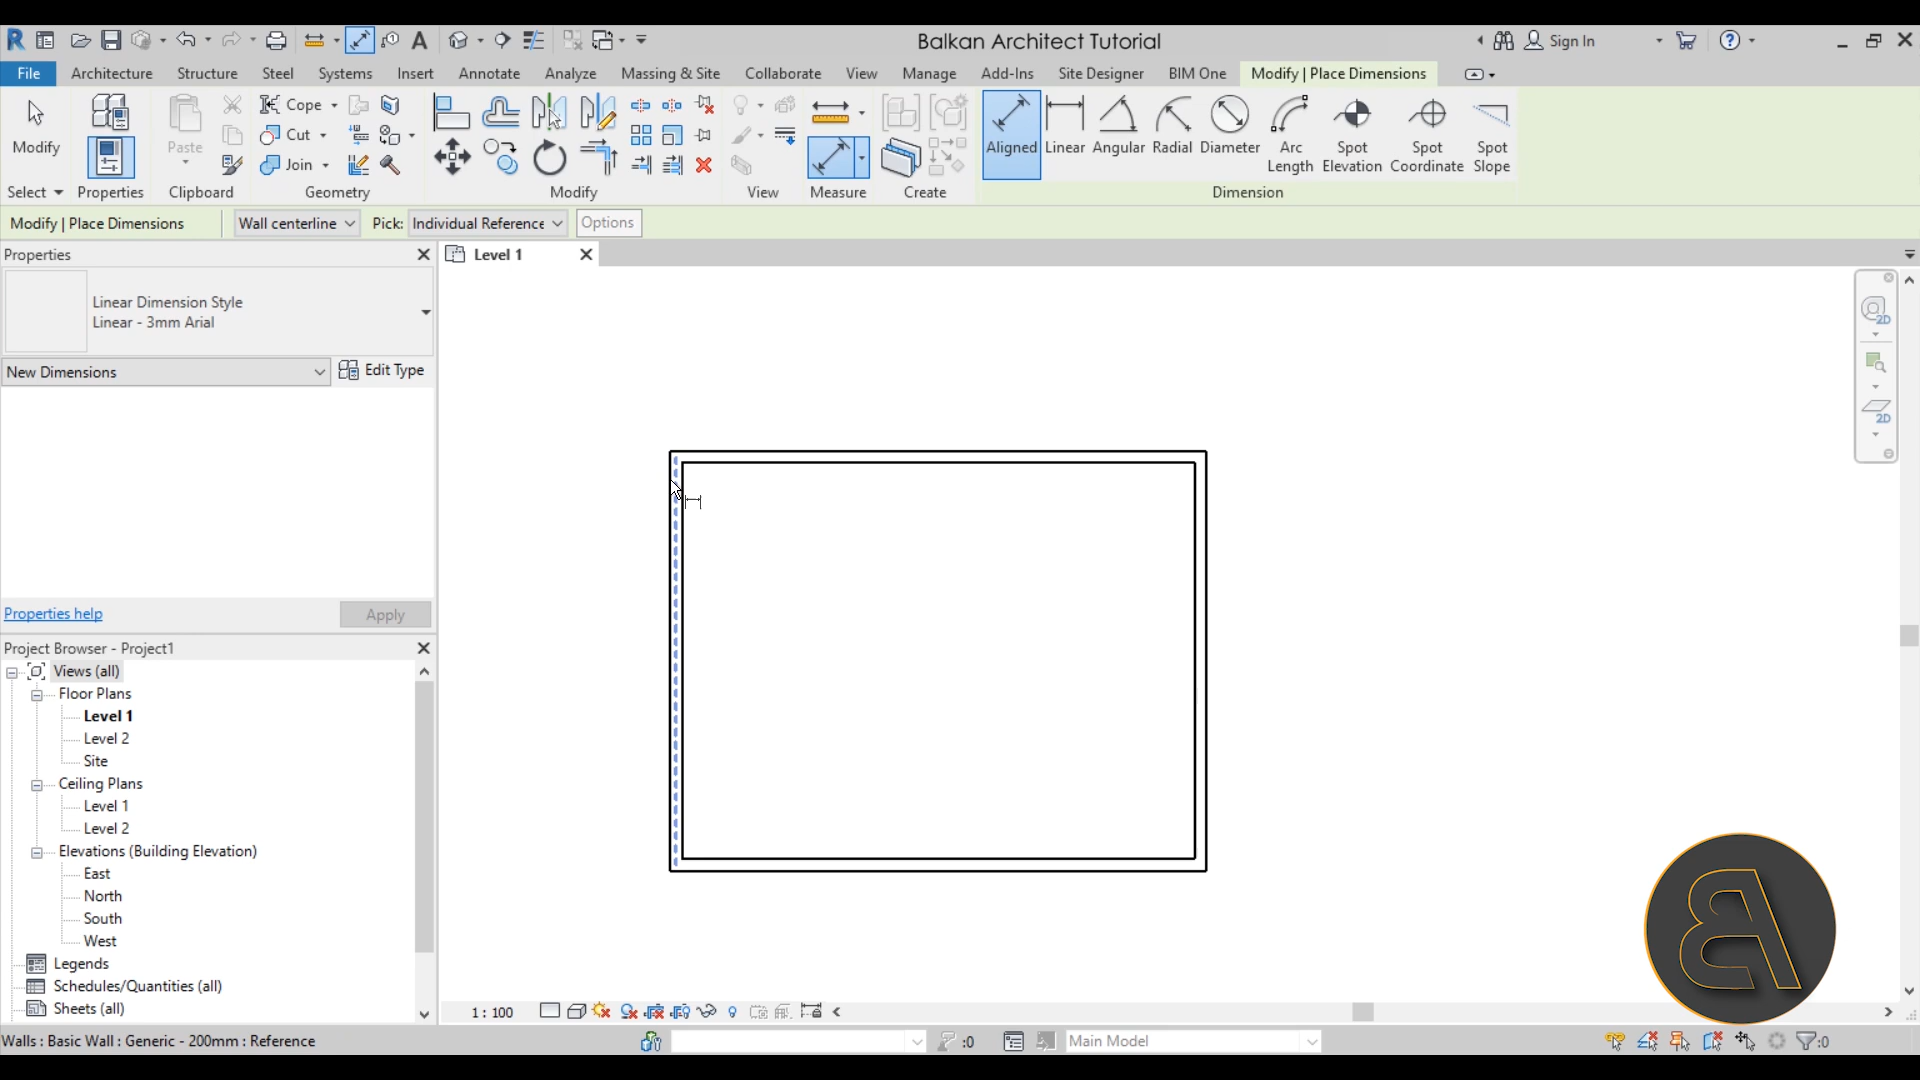 Balkan Architect Tutorial
Sign In
File Architecture Structure Steel Systems Insert Annotate Analyze Massing & Site Collaborate View Manage Add-Ins Site Designer BIM One Modify | Place Dimensions
Modify
Paste
Cope
Cut
Join
Aligned Linear Angular Radial Diameter Arc Length Spot Elevation Spot Coordinate Spot Slope
Select Properties Clipboard Geometry Modify View Measure Create Dimension
Modify | Place Dimensions Wall centerline Pick: Individual Reference Options
Properties
Level 1
Linear Dimension Style
Linear - 3mm Arial
New Dimensions Edit Type
Properties help Apply
Project Browser - Project1
Views (all)
Floor Plans
Level 1
Level 2
Site
Ceiling Plans
Level 1
Level 2
Elevations (Building Elevation)
East
North
South
West
Legends
Schedules/Quantities (all)
Sheets (all)
2D
2D
1 : 100
Walls : Basic Wall : Generic - 200mm : Reference
:0
Main Model
:0